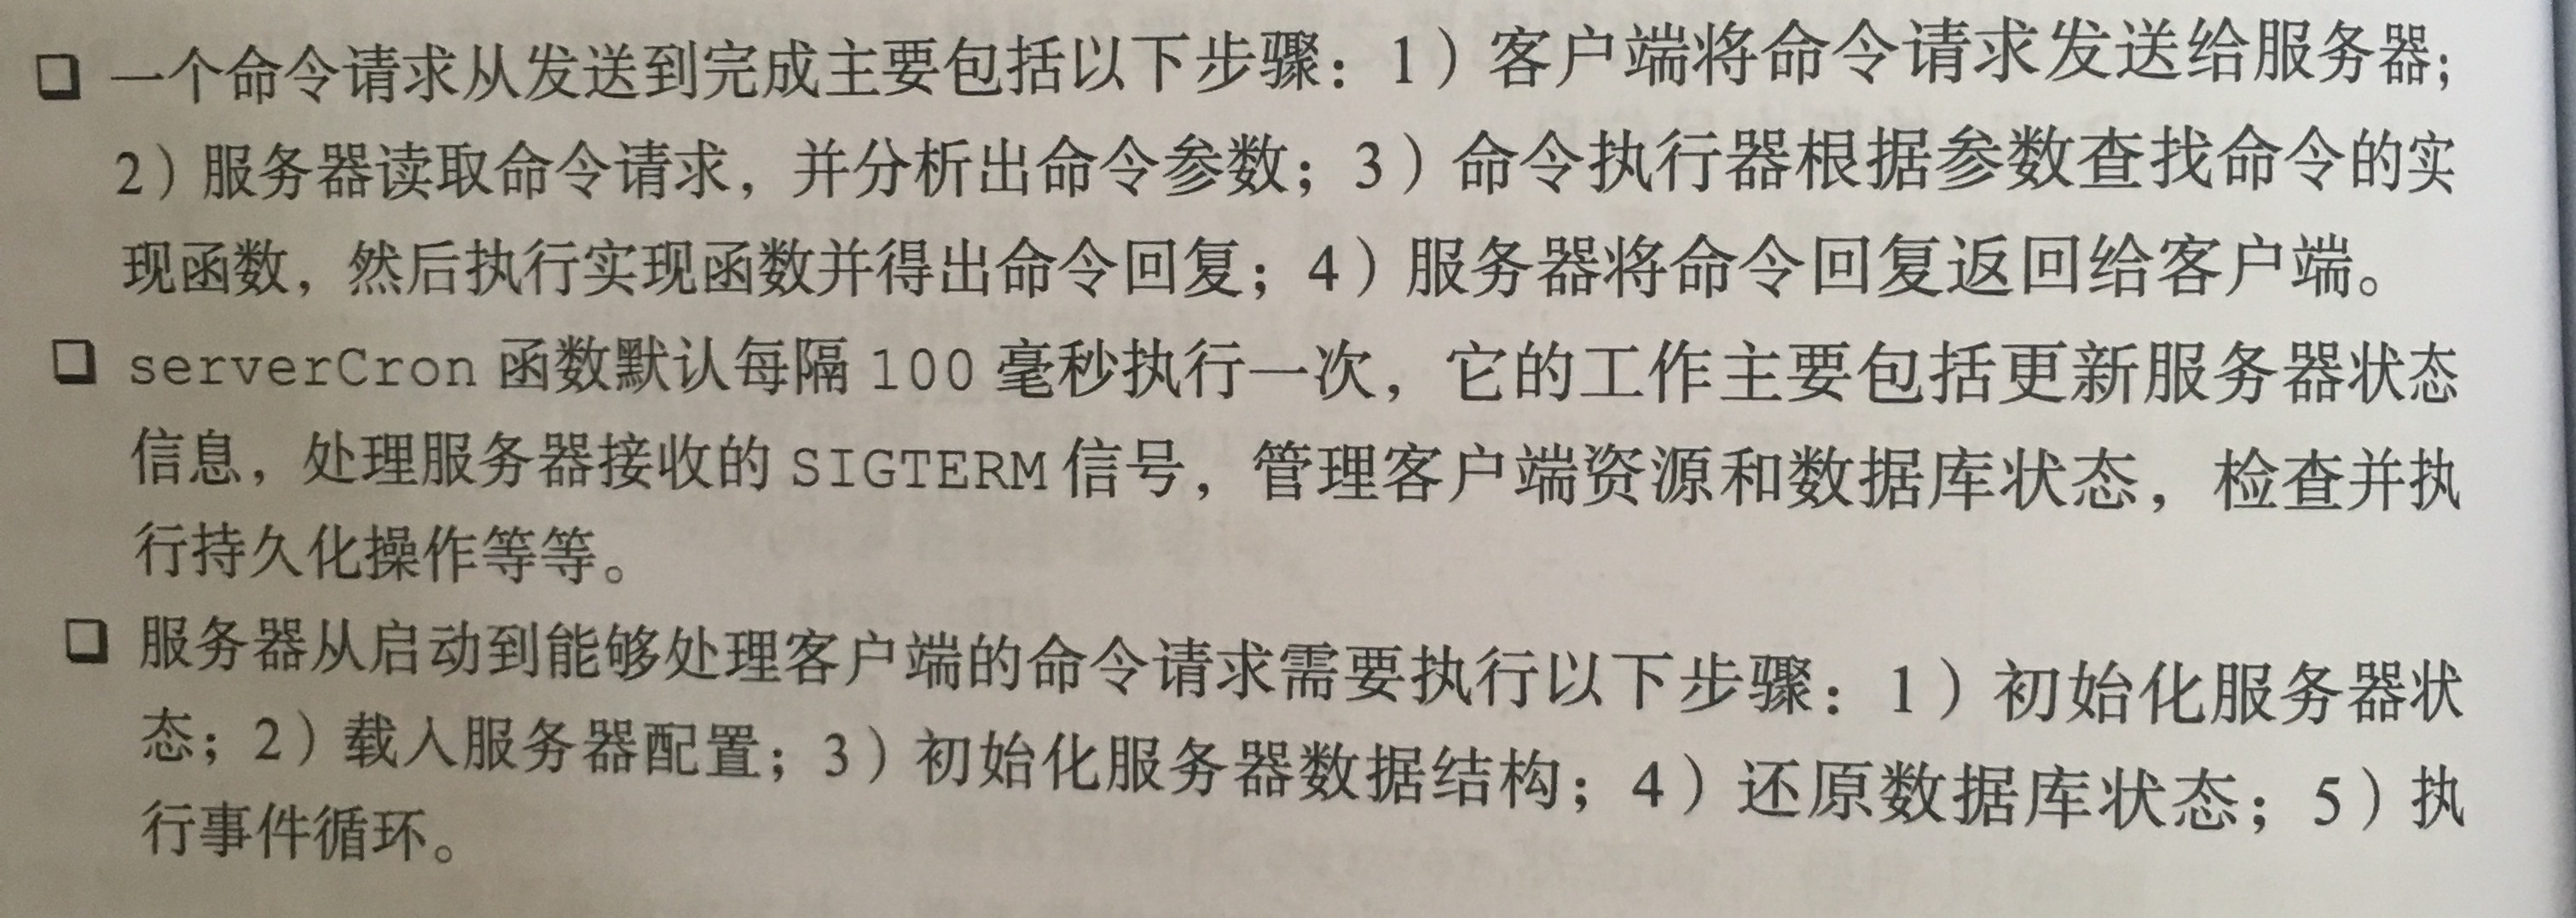 ❑ 一个命令请求从发送到完成主要包括以下步骤：1）客户端将命令请求发送给服务器；
2）服务器读取命令请求，并分析出命令参数；3）命令执行器根据参数查找命令的实
现函数，然后执行实现函数并得出命令回复；4）服务器将命令回复返回给客户端。
❑ serverCron 函数默认每隔 100 毫秒执行一次，它的工作主要包括更新服务器状态
信息，处理服务器接收的 SIGTERM 信号，管理客户端资源和数据库状态，检查并执
行持久化操作等等。
❑ 服务器从启动到能够处理客户端的命令请求需要执行以下步骤：1）初始化服务器状
态；2）载入服务器配置；3）初始化服务器数据结构；4）还原数据库状态；5）执
行事件循环。